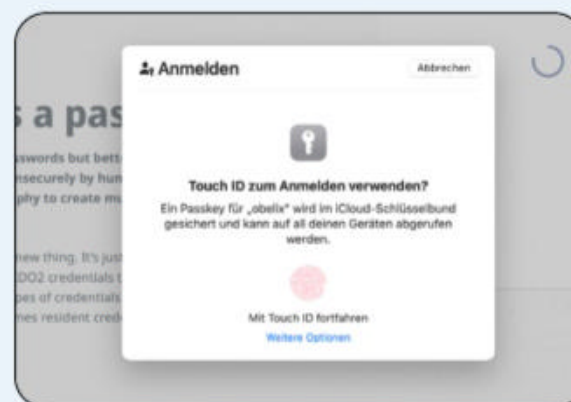 Anmelden
Abbrechen
s a pas
Touch ID zum Anmelden verwenden?
Ein Passkey für „obelix“ wird im iCloud-Schlüsselbund
gesichert und kann auf all deinen Geräten abgerufen
werden.
Mit Touch ID fortfahren
Weitere Optionen
sswords but bett
nsecurely by hum
phy to create mu
new thing. It's just
DO2 credentials t
pes of credentials
mes resident cred